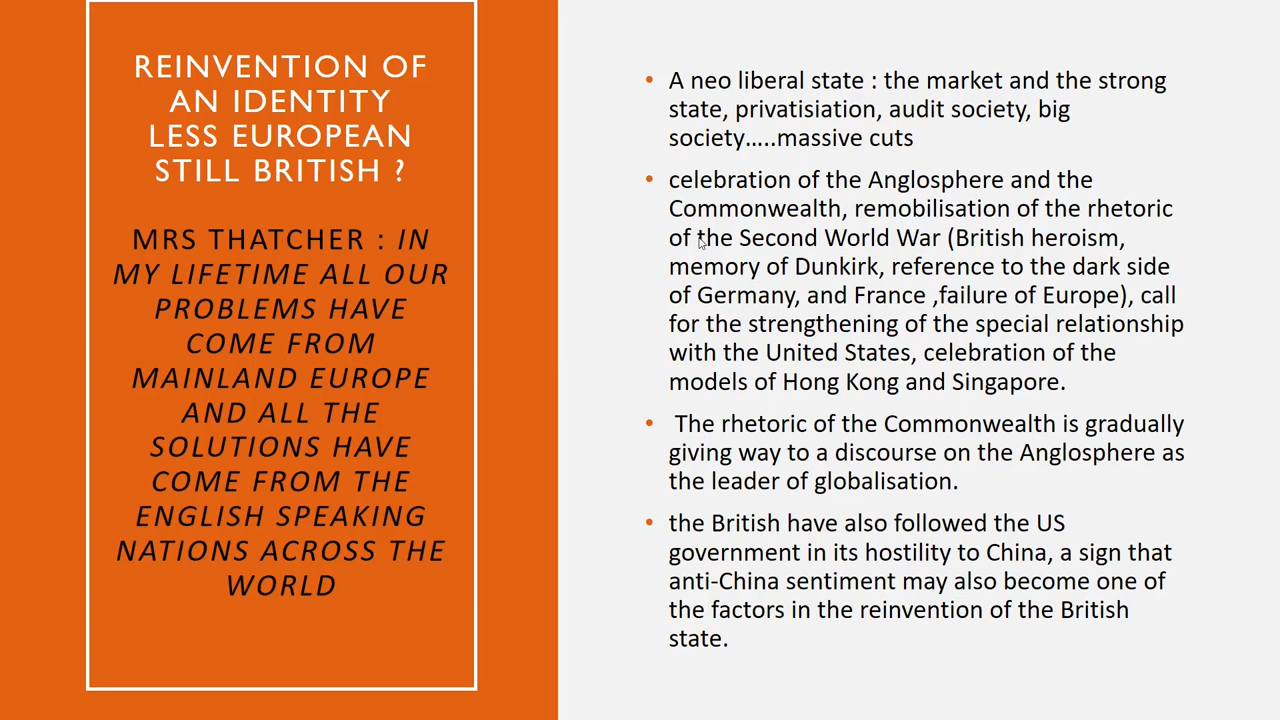 REINVENTION OF
AN IDENTITY
LESS EUROPEAN
STILL BRITISH ?
MRS THATCHER : IN
MY LIFETIME ALL OUR
PROBLEMS HAVE
COME FROM
MAINLAND EUROPE
AND ALL THE
SOLUTIONS HAVE
COME FROM THE
ENGLISH SPEAKING
NATIONS ACROSS THE
WORLD
• A neo liberal state : the market and the strong
state, privatisiation, audit society, big
society…..massive cuts
• celebration of the Anglosphere and the
Commonwealth, remobilisation of the rhetoric
of the Second World War (British heroism,
memory of Dunkirk, reference to the dark side
of Germany, and France ,failure of Europe), call
for the strengthening of the special relationship
with the United States, celebration of the
models of Hong Kong and Singapore.
• The rhetoric of the Commonwealth is gradually
giving way to a discourse on the Anglosphere as
the leader of globalisation.
• the British have also followed the US
government in its hostility to China, a sign that
anti-China sentiment may also become one of
the factors in the reinvention of the British
state.